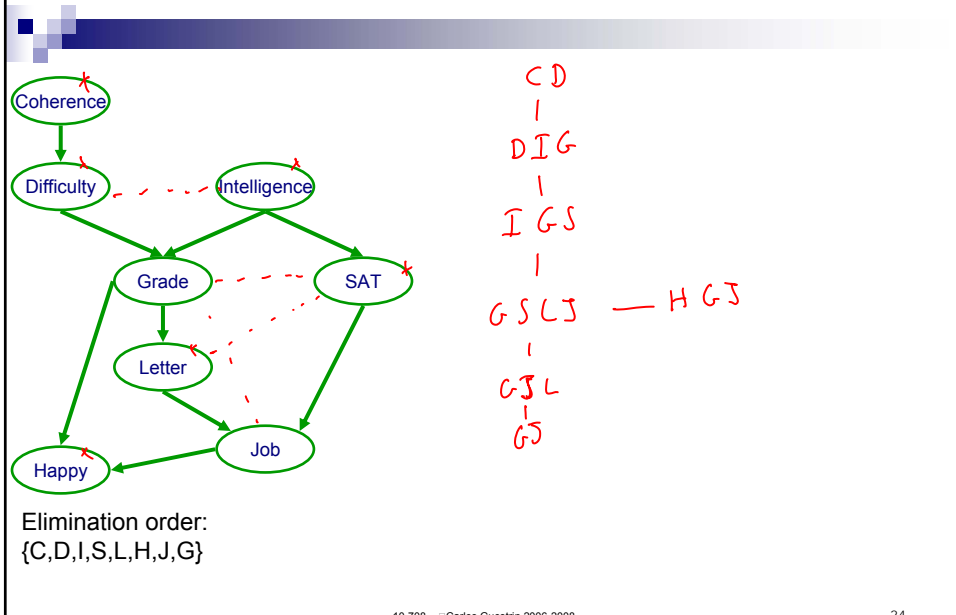 Coherence
Difficulty
Intelligence
Grade
SAT
Letter
Job
Happy
CD
DIG
IGS
GSLJ — HGJ
GJL
GJ
Elimination order:
{C,D,I,S,L,H,J,G}